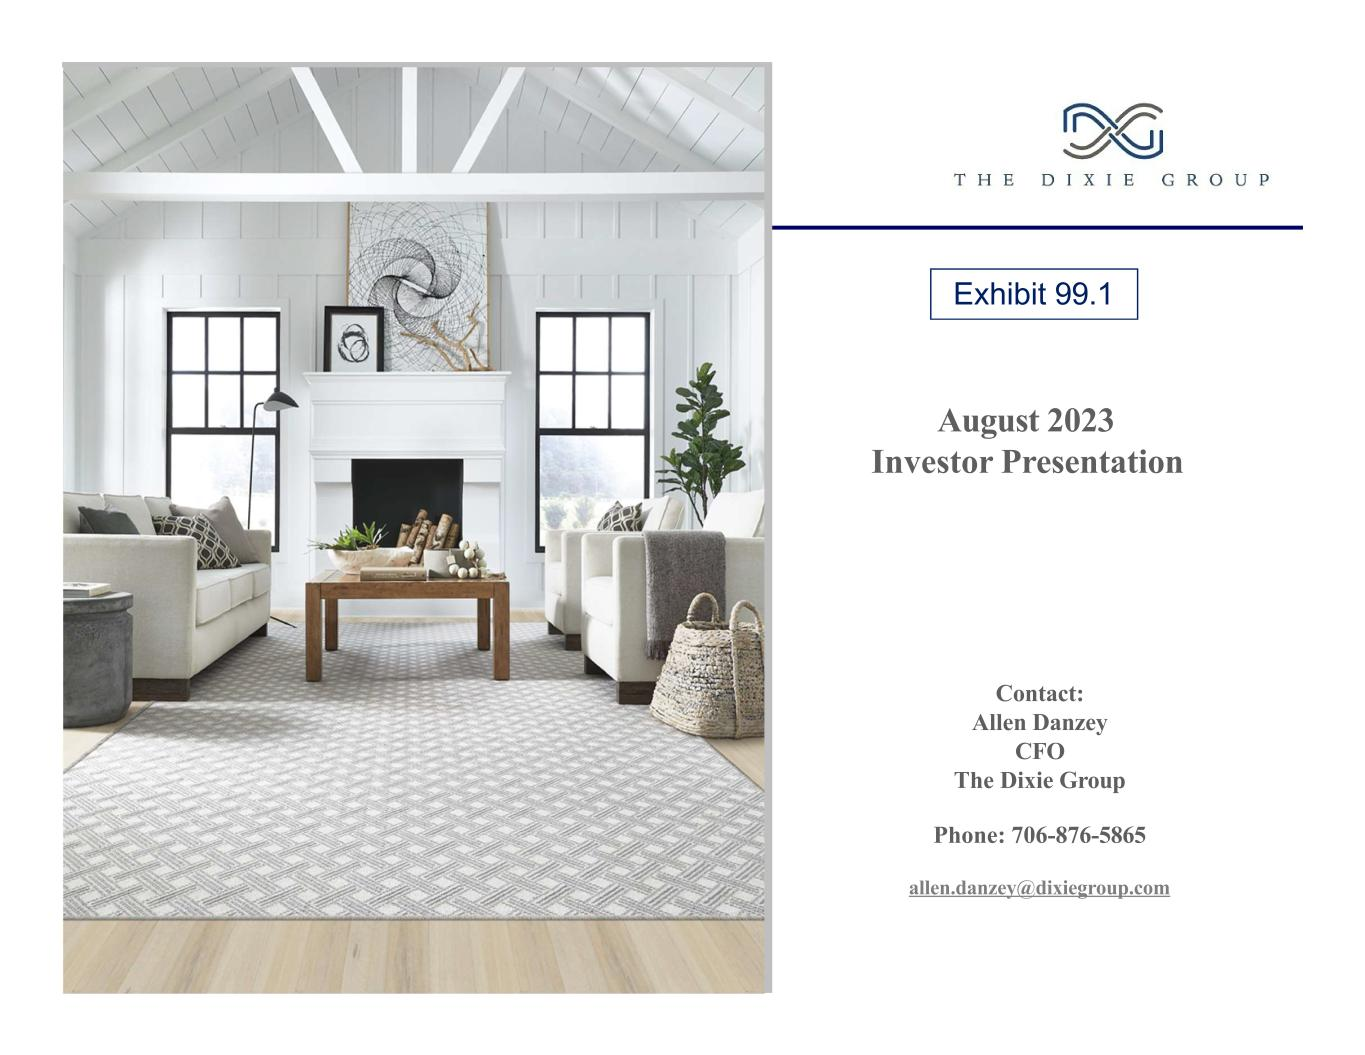 THE DIXIE GROUP
Exhibit 99.1
August 2023
Investor Presentation
Contact:
Allen Danzey
CFO
The Dixie Group
Phone: 706-876-5865
allen.danzey@dixiegroup.com